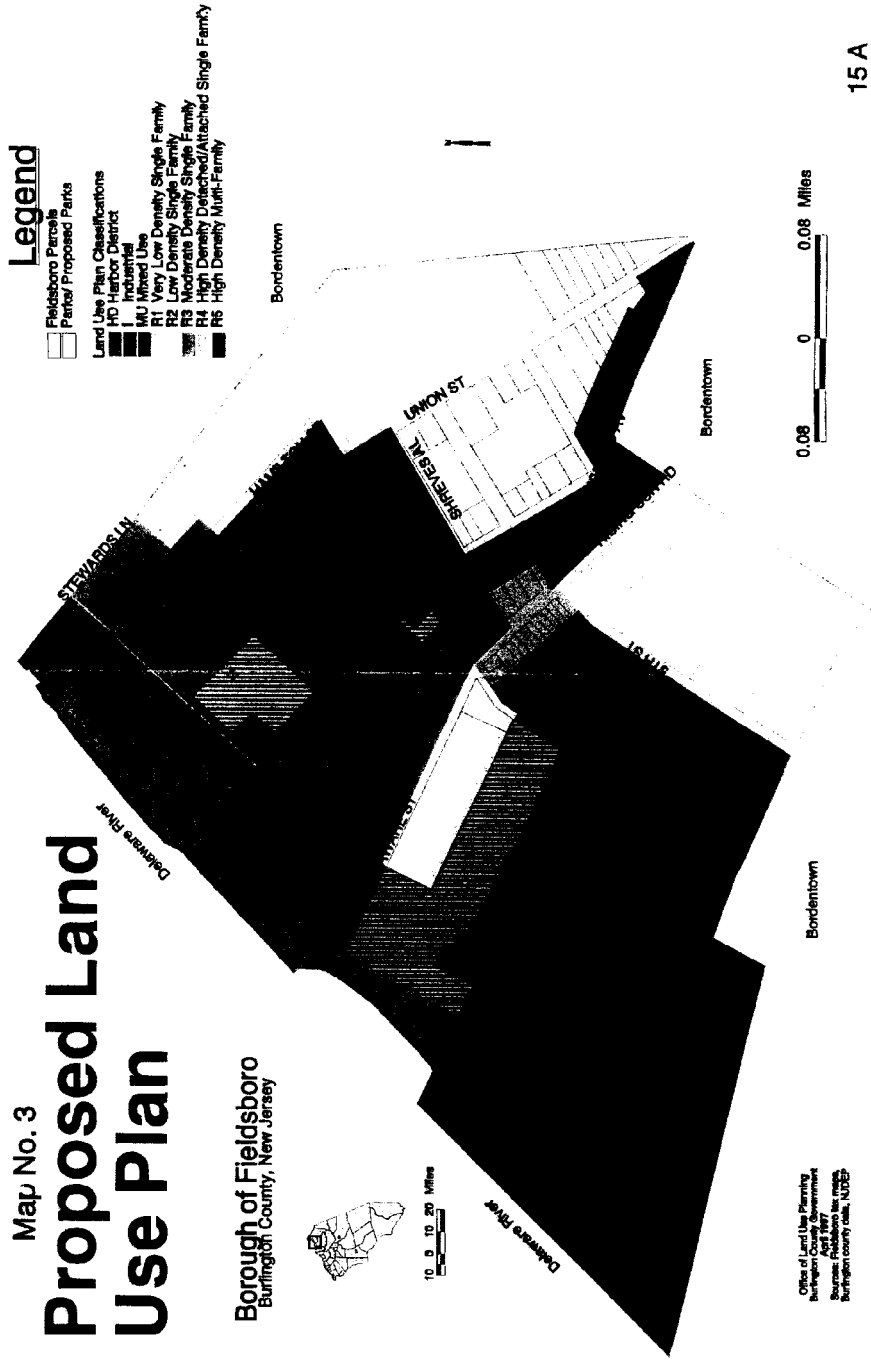 Map No. 3
Proposed Land
Use Plan
Borough of Fieldsboro
Burlington County, New Jersey
10 0 10 20 Miles
Office of Land Use Planning
Burlington County Government
April 1997
Sources: Fieldsboro tax maps,
Burlington county data, NJDEP
Legend
Fieldsboro Parcels
Parks/ Proposed Parks
Land Use Plan Classifications
HD Harbor District
I Industrial
MU Mixed Use
R1 Very Low Density Single Family
R2 Low Density Single Family
R3 Moderate Density Single Family
R4 High Density Detached/Attached Single Family
R5 High Density Multi-Family
Delaware River
Delaware River
STEWARDS LN
UNION ST
SHREVES AL
Bordentown
Bordentown
Bordentown
0.08 0 0.08 Miles
15 A